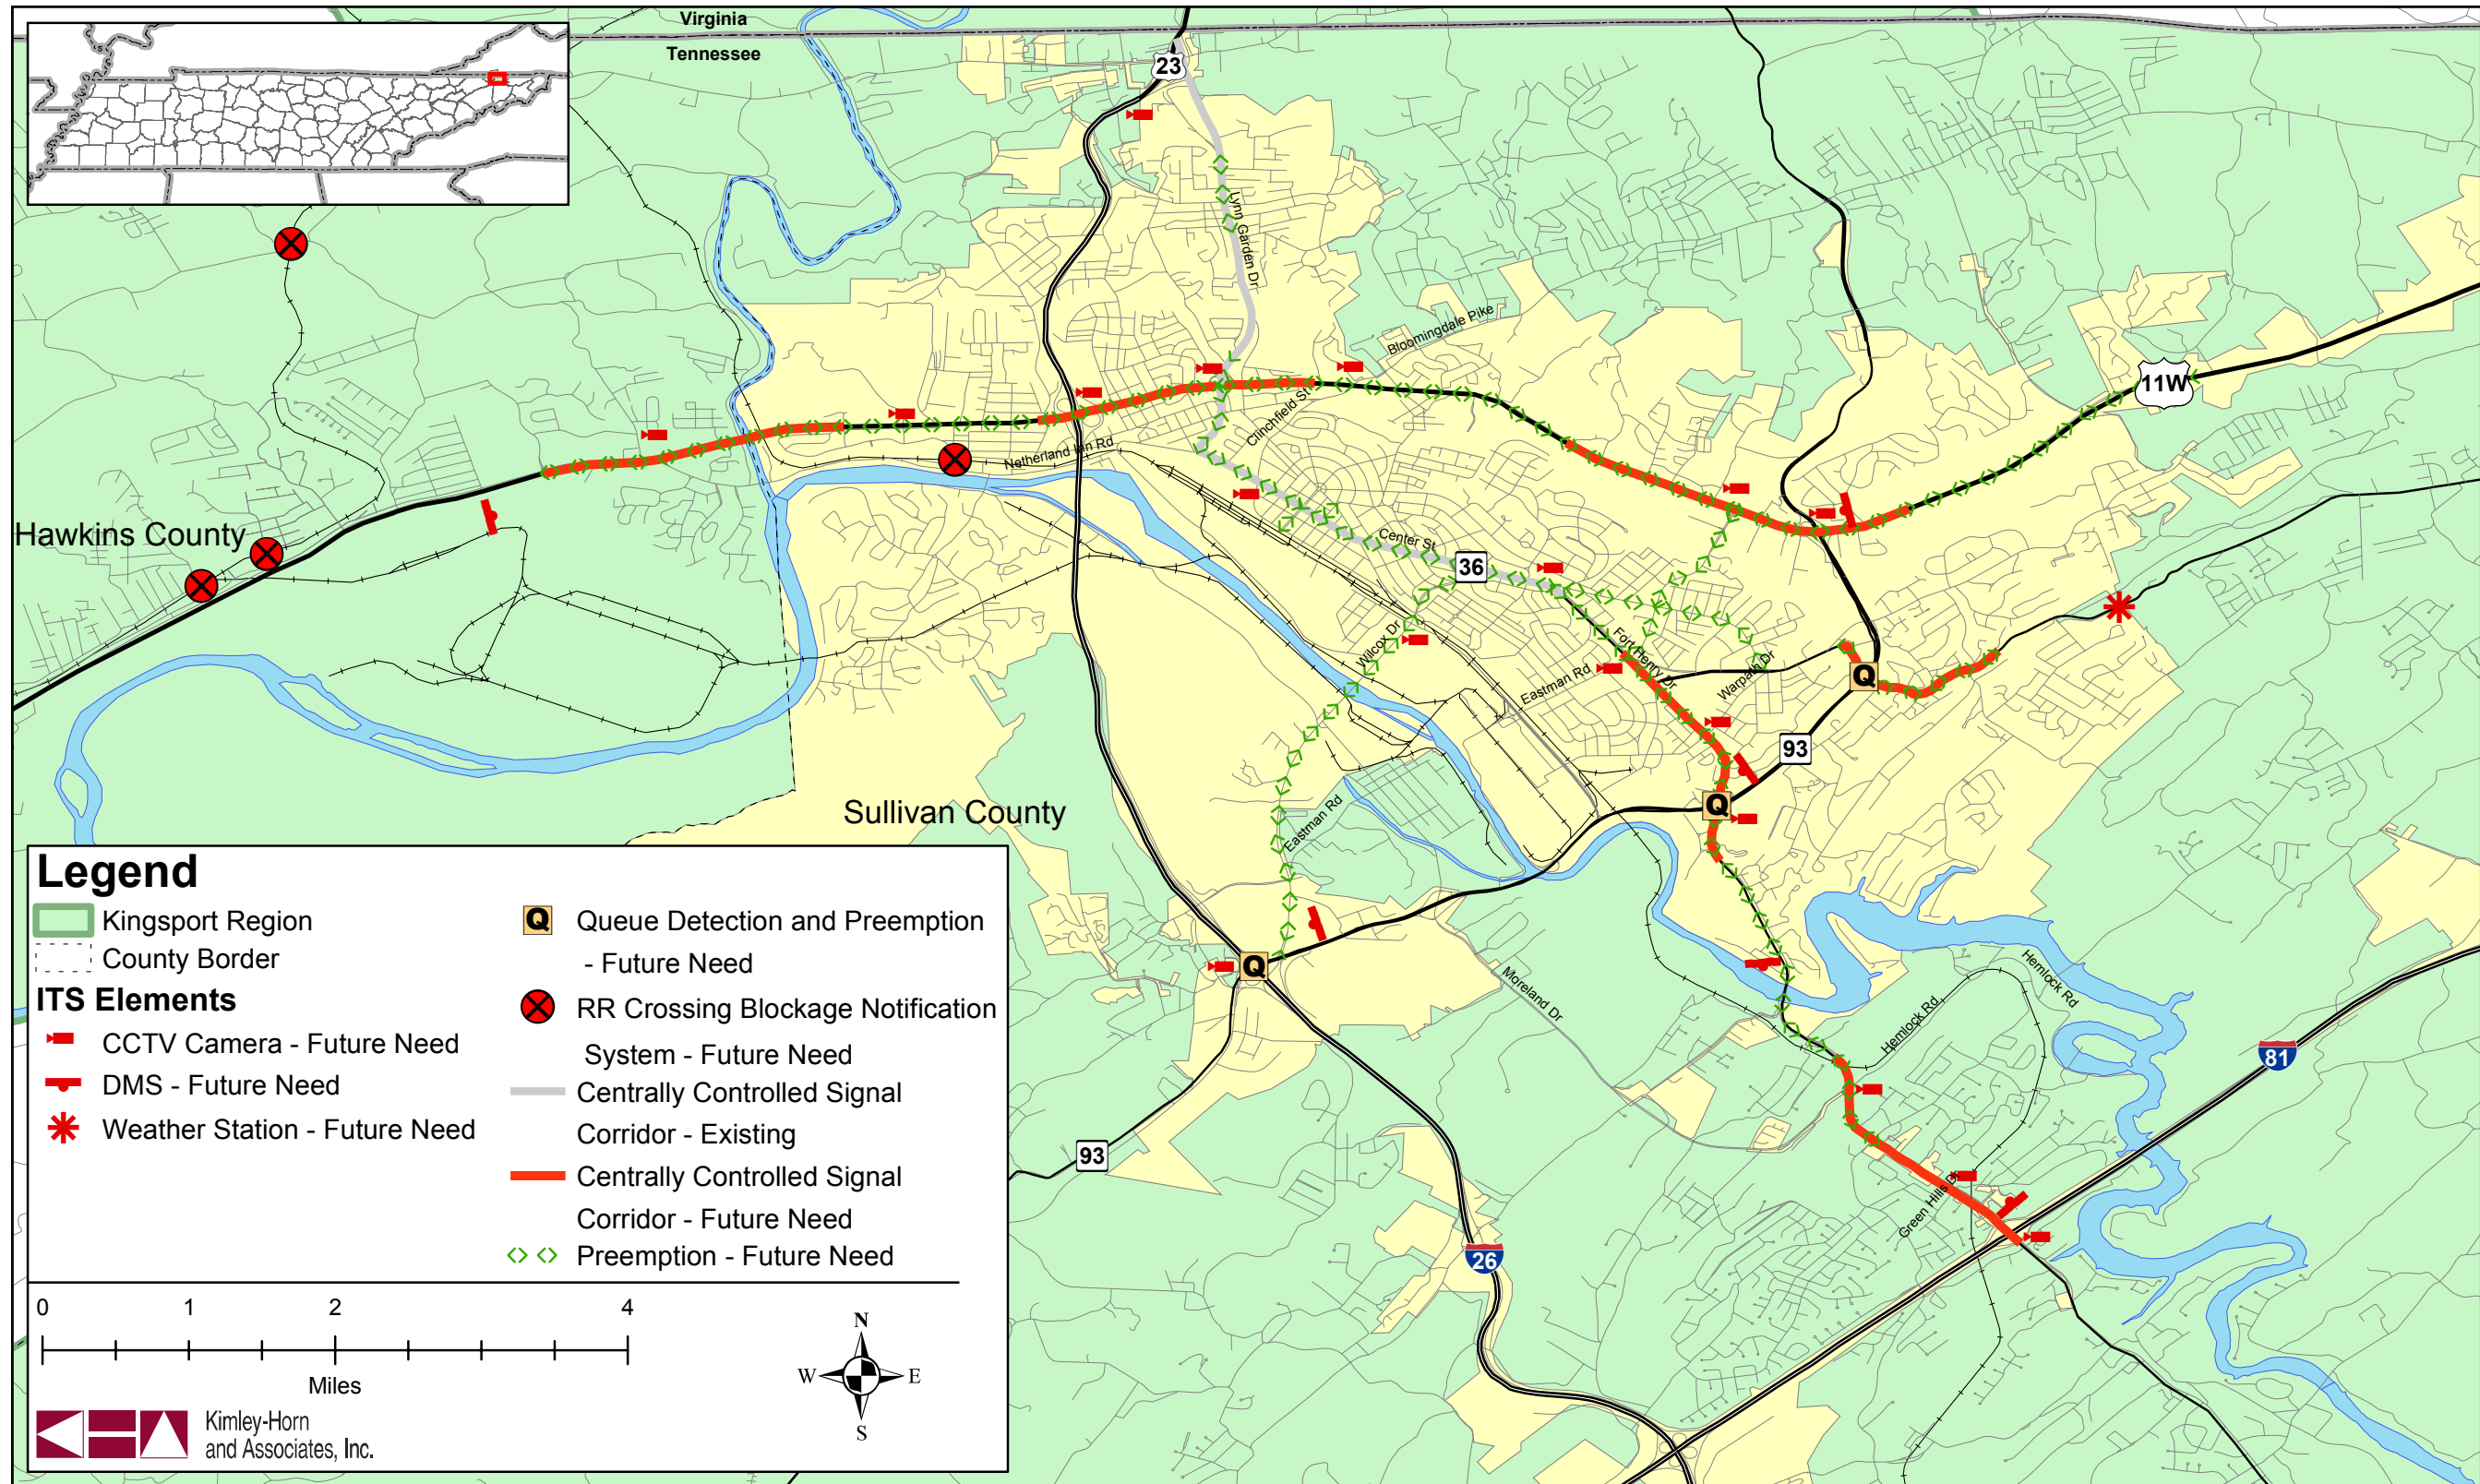 Virginia
Tennessee
23
Lynn Garden Dr
Bloomingdale Pike
11W
Clinchfield St
Netherland Inn Rd
Hawkins County
Center St
36
Wilcox Dr
Fort Henry Dr
Eastman Rd
Warpath Dr
93
Sullivan County
Eastman Rd
Moreland Dr
Hemlock Rd
Hemlock Rd
81
93
Green Hills Dr
26
Q
Q
Q
Legend
Kingsport Region
County Border
ITS Elements
CCTV Camera - Future Need
DMS - Future Need
Weather Station - Future Need
Q Queue Detection and Preemption
- Future Need
RR Crossing Blockage Notification
System - Future Need
Centrally Controlled Signal
Corridor - Existing
Centrally Controlled Signal
Corridor - Future Need
Preemption - Future Need
0 1 2 4
Miles
N
W E
S
Kimley-Horn
and Associates, Inc.